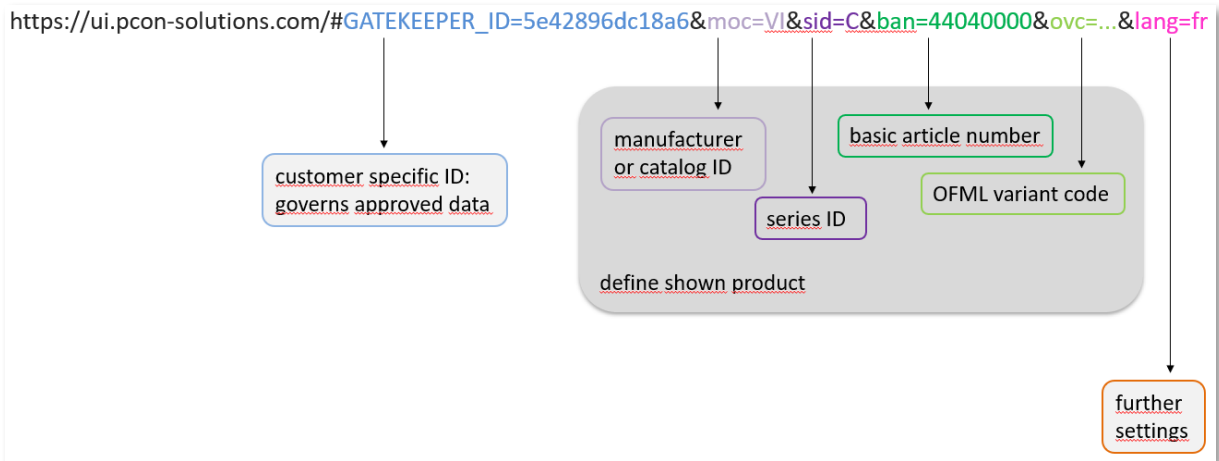 https://ui.pcon-solutions.com/#GATEKEEPER_ID=5e42896dc18a6&moc=VI&sid=C&ban=44040000&ovc=...&lang=fr
customer specific ID:
governs approved data
manufacturer
or catalog ID
series ID
basic article number
OFML variant code
define shown product
further
settings